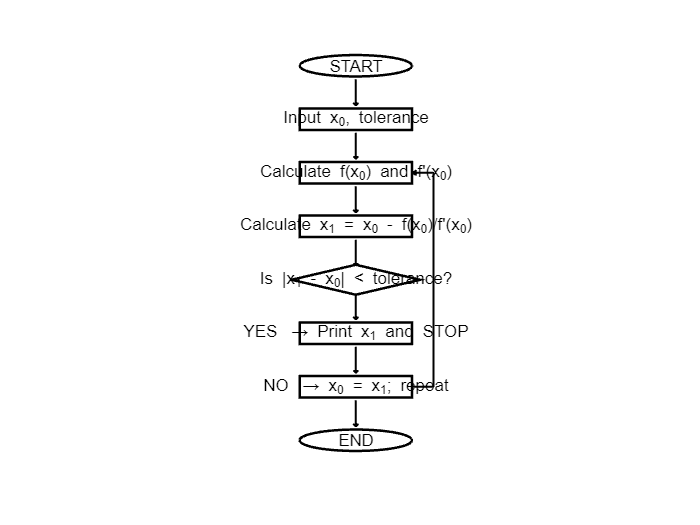 START
Input x₀, tolerance
Calculate f(x₀) and f'(x₀)
Calculate x₁ = x₀ - f(x₀)/f'(x₀)
Is |x₁ - x₀| < tolerance?
YES → Print x₁ and STOP
NO → x₀ = x₁; repeat
END